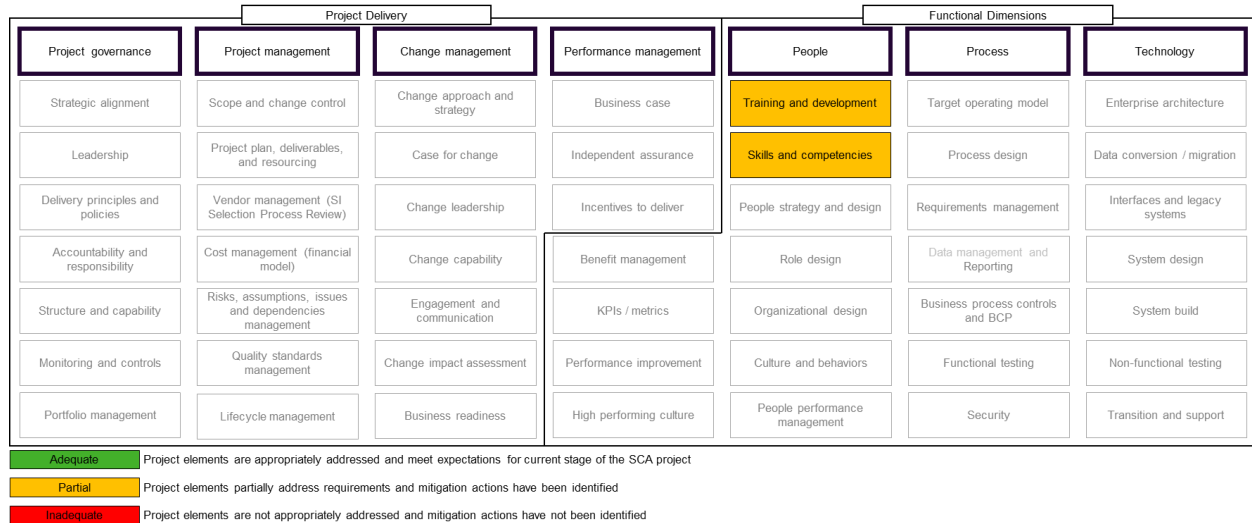 Project Delivery
Functional Dimensions
Project governance
Project management
Change management
Performance management
People
Process
Technology
Strategic alignment
Scope and change control
Change approach and
strategy
Business case
Training and development
Target operating model
Enterprise architecture
Leadership
Project plan, deliverables,
and resourcing
Case for change
Independent assurance
Skills and competencies
Process design
Data conversion / migration
Delivery principles and
policies
Vendor management (SI
Selection Process Review)
Change leadership
Incentives to deliver
People strategy and design
Requirements management
Interfaces and legacy
systems
Accountability and
responsibility
Cost management (financial
model)
Change capability
Benefit management
Role design
Data management and
Reporting
System design
Structure and capability
Risks, assumptions, issues
and dependencies
management
Engagement and
communication
KPIs / metrics
Organizational design
Business process controls
and BCP
System build
Monitoring and controls
Quality standards
management
Change impact assessment
Performance improvement
Culture and behaviors
Functional testing
Non-functional testing
Portfolio management
Lifecycle management
Business readiness
High performing culture
People performance
management
Security
Transition and support
Adequate
Project elements are appropriately addressed and meet expectations for current stage of the SCA project
Partial
Project elements partially address requirements and mitigation actions have been identified
Inadequate
Project elements are not appropriately addressed and mitigation actions have not been identified